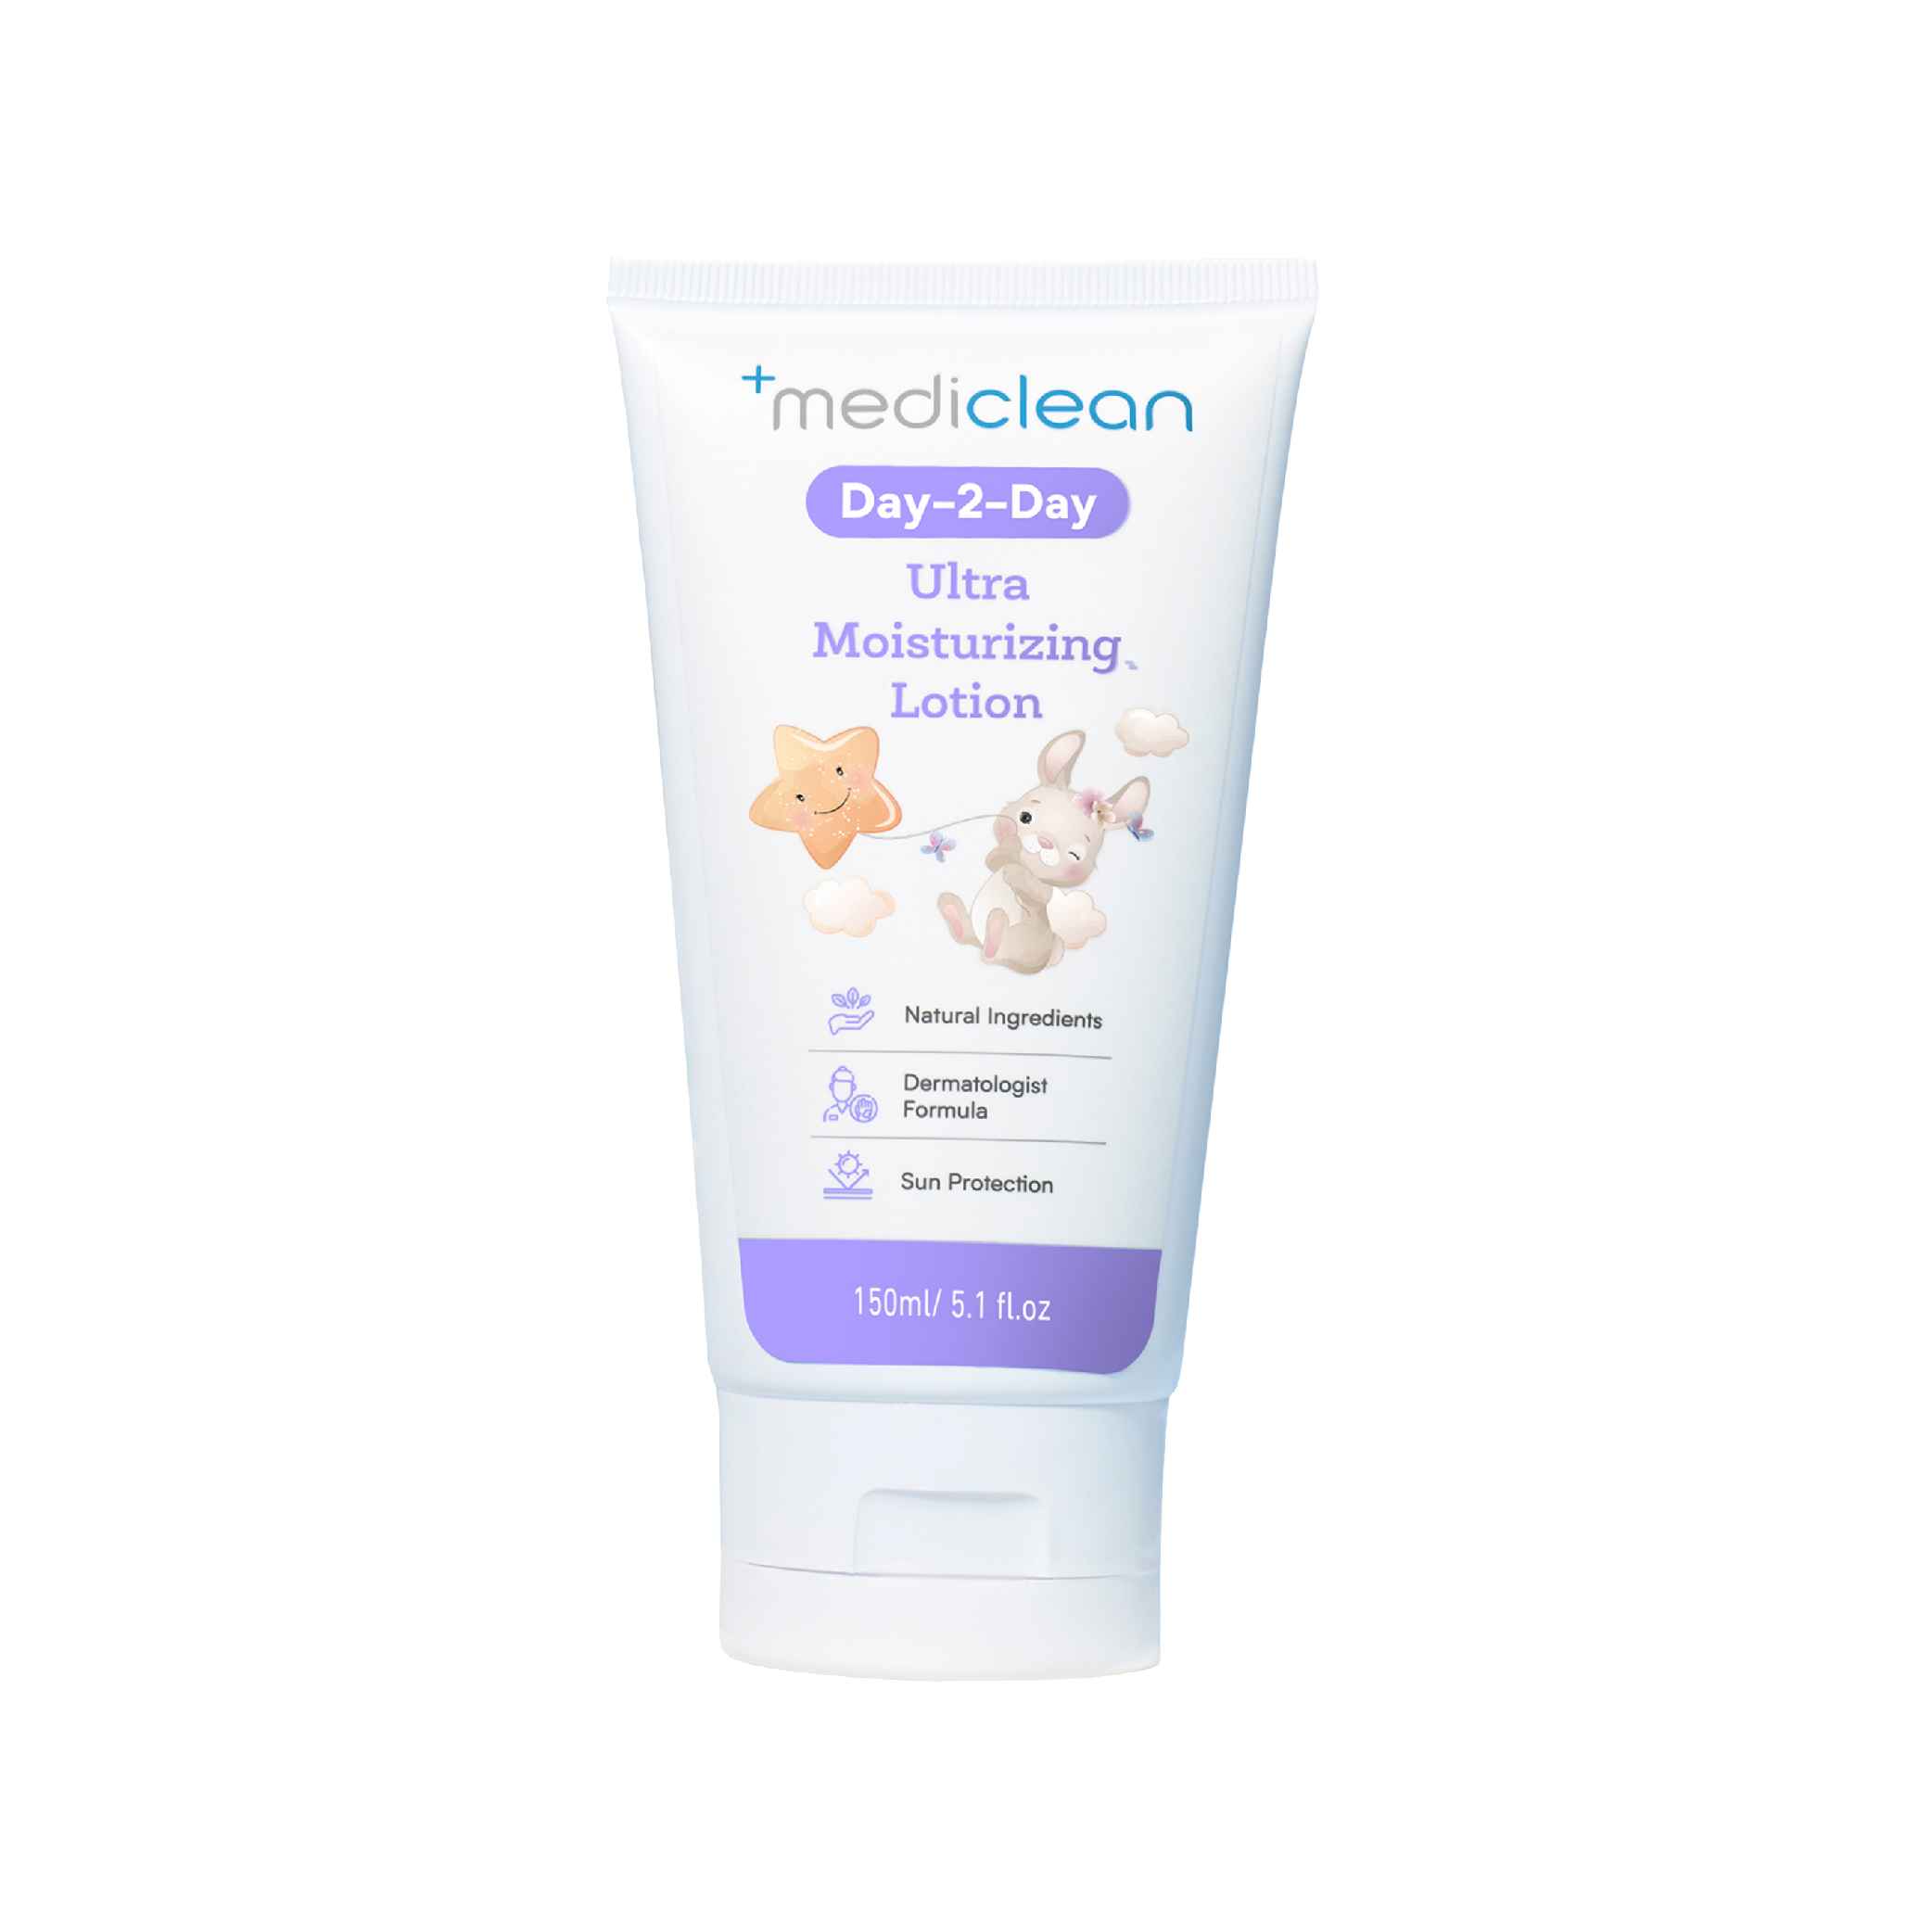 +mediclean
Day-2-Day
Ultra
Moisturizing
Lotion
Natural Ingredients
Dermatologist
Formula
Sun Protection
150ml/ 5.1 fl.oz